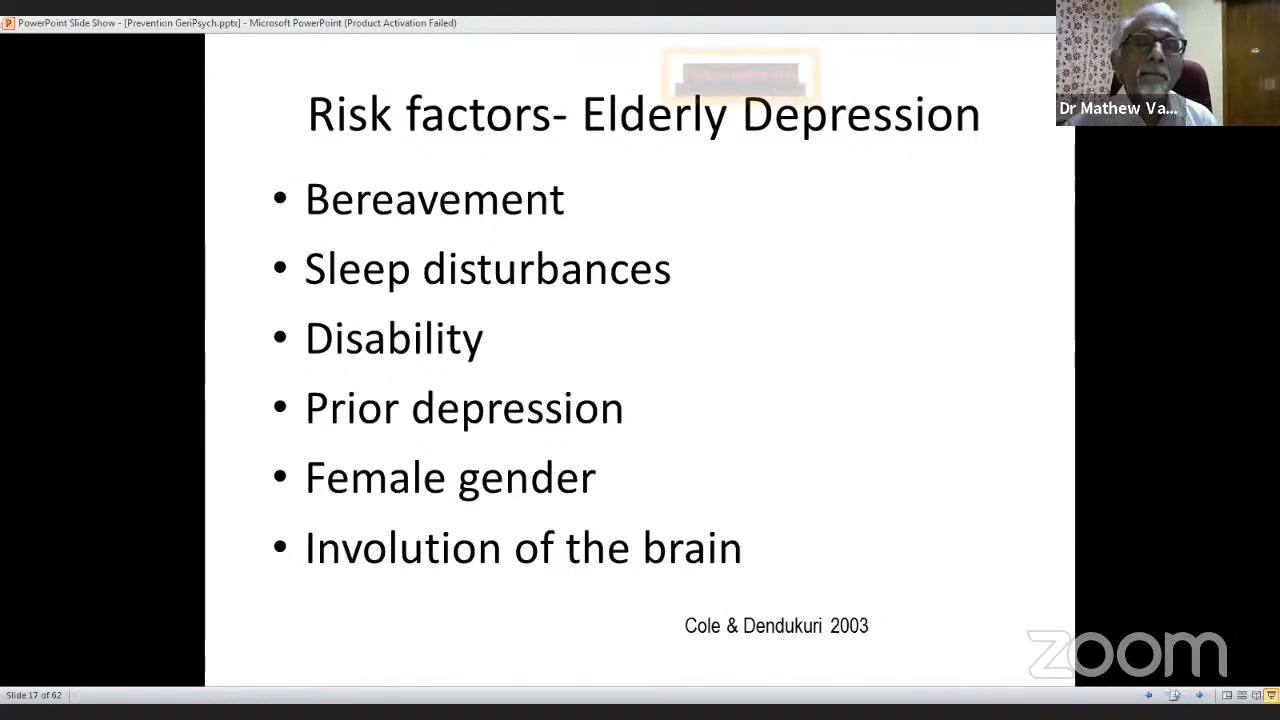 PowerPoint Slide Show - [Prevention GeriPsych.pptx] - Microsoft PowerPoint (Product Activation Failed)
Dr Mathew Va...
Risk factors- Elderly Depression
• Bereavement
• Sleep disturbances
• Disability
• Prior depression
• Female gender
• Involution of the brain
Cole & Dendukuri 2003
zoom
Slide 17 of 62